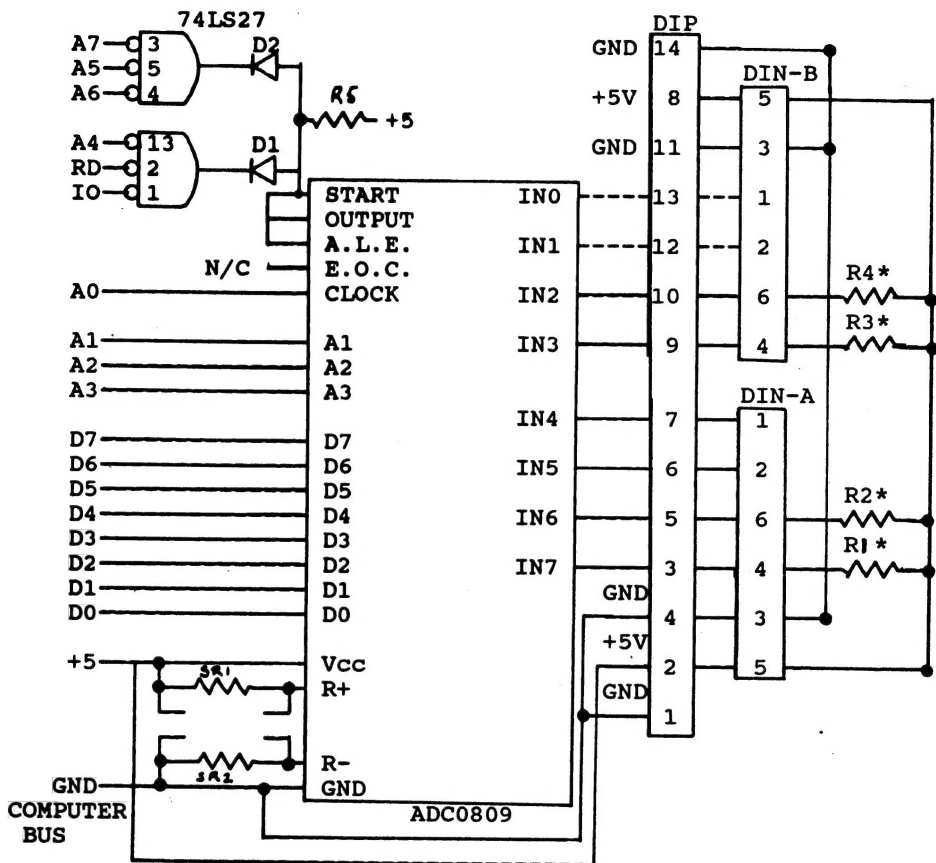 74LS27
A7 3
A5 5
A6 4
D2
R5
+5
A4 13
RD 2
IO 1
D1
START
OUTPUT
A.L.E.
N/C E.O.C.
A0 CLOCK
A1 A1
A2 A2
A3 A3
D7 D7
D6 D6
D5 D5
D4 D4
D3 D3
D2 D2
D1 D1
D0 D0
+5 Vcc
SR1 R+
SR2 R-
GND GND
COMPUTER
BUS
ADC0809
IN0
IN1
IN2
IN3
IN4
IN5
IN6
IN7
DIP
GND 14
+5V 8
GND 11
13
12
10
9
7
6
5
3
GND
4
+5V
2
GND
1
DIN-B
5
3
1
2
6
4
R4*
R3*
DIN-A
1
2
6
4
3
5
R2*
R1*